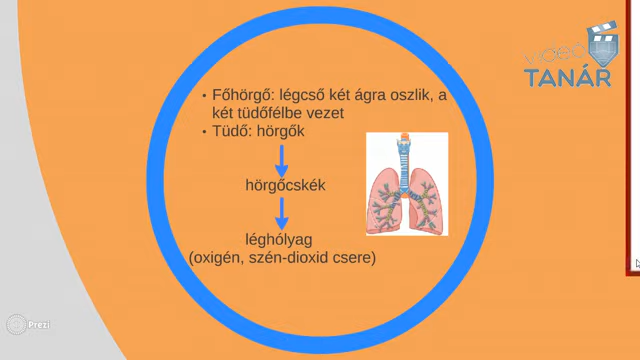 videó
TANÁR
• Főhörgő: légcső két ágra oszlik, a
két tüdőfélbe vezet
• Tüdő: hörgők
hörgőcskék
léghólyag
(oxigén, szén-dioxid csere)
Prezi